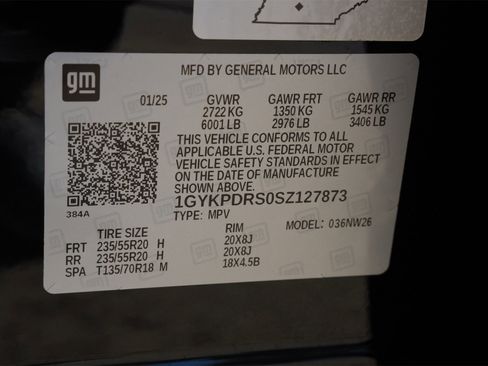 gm
MFD BY GENERAL MOTORS LLC
01/25 GVWR GAWR FRT GAWR RR
2722 KG 1350 KG 1545 KG
6001 LB 2976 LB 3406 LB
THIS VEHICLE CONFORMS TO ALL
APPLICABLE U.S. FEDERAL MOTOR
VEHICLE SAFETY STANDARDS IN EFFECT
ON THE DATE OF MANUFACTURE
SHOWN ABOVE.
384A
1GYKPDRS0SZ127873
TYPE: MPV MODEL: 036NW26
TIRE SIZE RIM
FRT 235/55R20 H 20X8J
RR 235/55R20 H 20X8J
SPA T135/70R18 M 18X4.5B